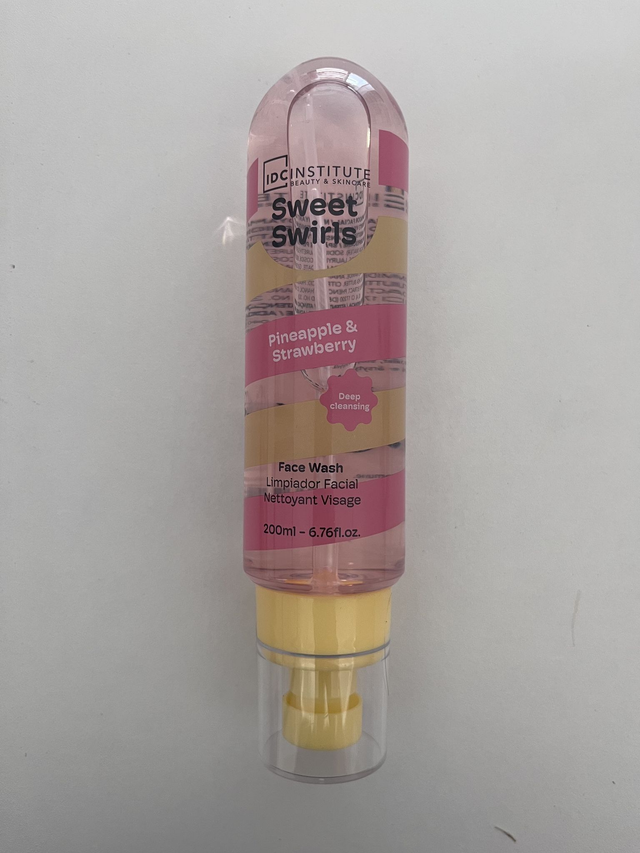 IDC INSTITUTE
BEAUTY & SKINCARE
Sweet
Swirls
Pineapple &
Strawberry
Deep
cleansing
Face Wash
Limpiador Facial
Nettoyant Visage
200ml - 6.76fl.oz.